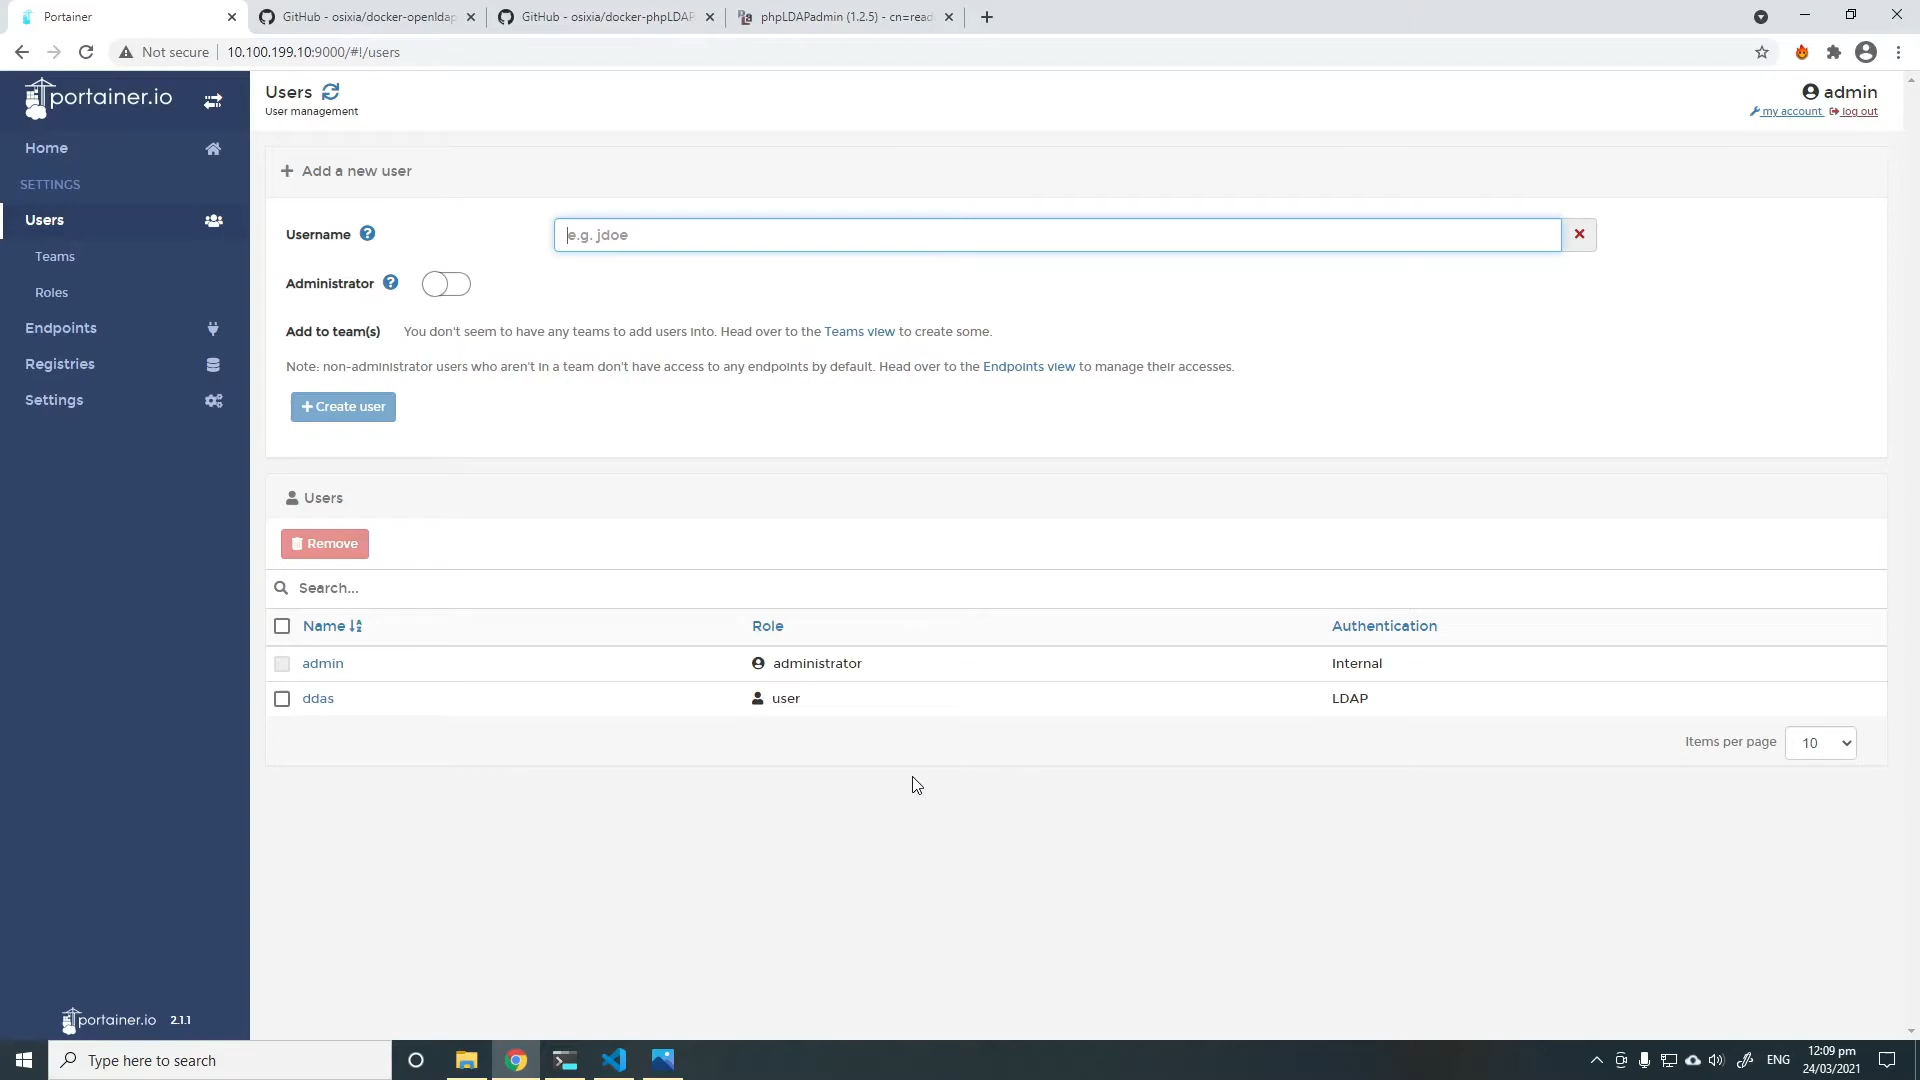 Portainer
GitHub - osixia/docker-openldap
GitHub - osixia/docker-phpLDAP
phpLDAPadmin (1.2.5) - cn=read
Not secure
10.100.199.10:9000/#!/users
portainer.io
Users
User management
admin
my account
log out
Home
SETTINGS
Users
Teams
Roles
Endpoints
Registries
Settings
Add a new user
Username
e.g. jdoe
Administrator
Add to team(s)
You don't seem to have any teams to add users into. Head over to the Teams view to create some.
Note: non-administrator users who aren't in a team don't have access to any endpoints by default. Head over to the Endpoints view to manage their accesses.
Create user
Users
Remove
Search...
Name
Role
Authentication
admin
administrator
Internal
ddas
user
LDAP
Items per page
10
portainer.io
2.1.1
Type here to search
ENG
12:09 pm
24/03/2021